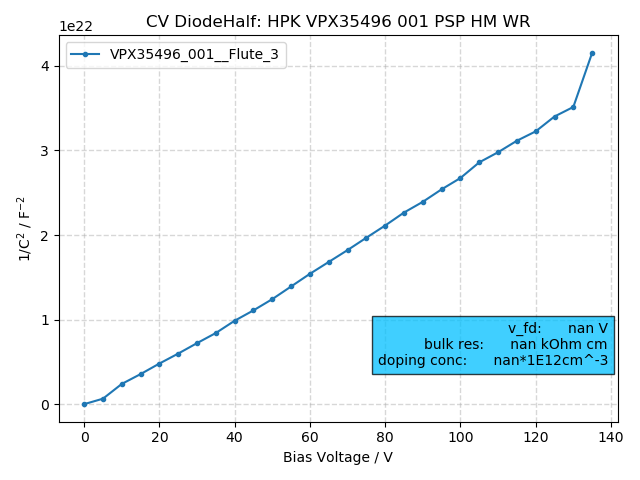 CV DiodeHalf: HPK VPX35496 001 PSP HM WR
1e22
VPX35496_001__Flute_3
4
3
2
1
0
1/C² / F⁻²
v_fd: nan V
bulk res: nan kOhm cm
doping conc: nan*1E12cm^-3
0 20 40 60 80 100 120 140
Bias Voltage / V